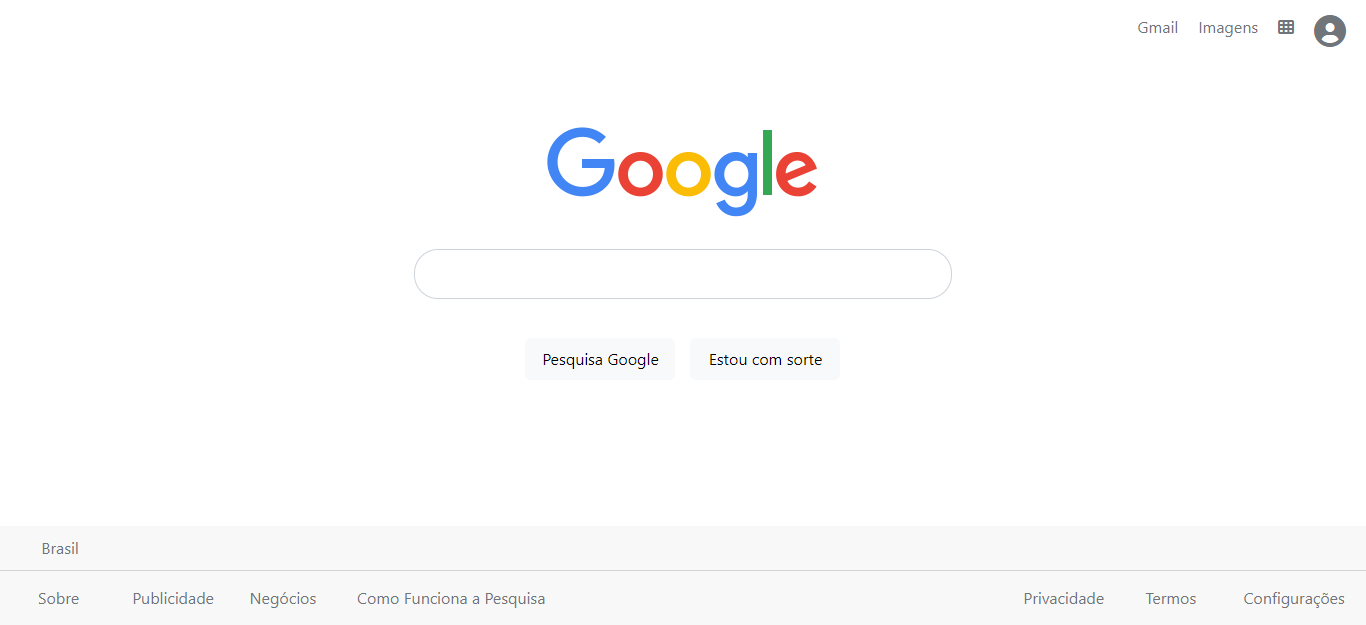 Gmail Imagens
Google
Pesquisa Google Estou com sorte
Brasil
Sobre Publicidade Negócios Como Funciona a Pesquisa Privacidade Termos Configurações